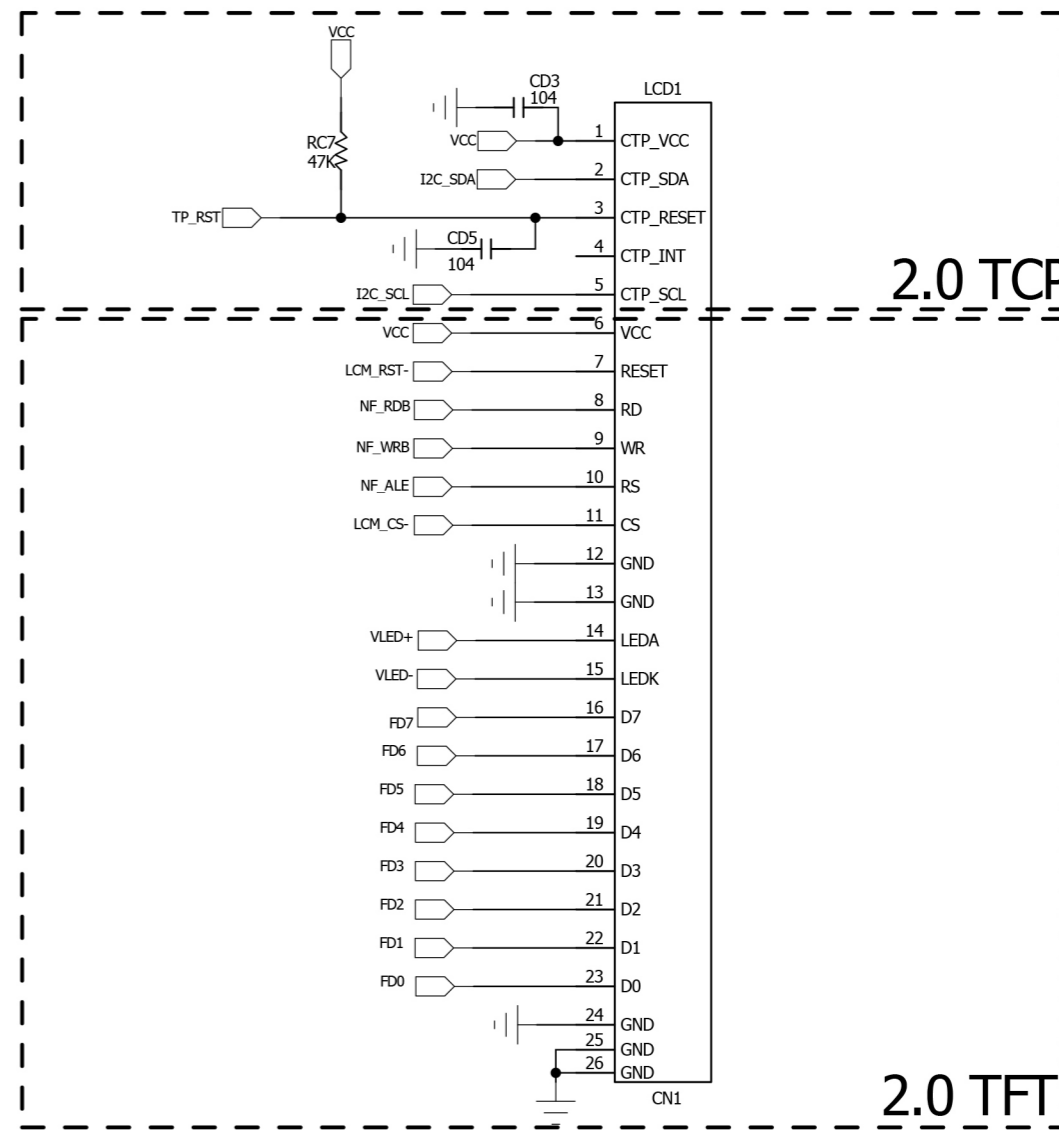 VCC
RC7
47K
CD3
104
LCD1
VCC 1 CTP_VCC
I2C_SDA 2 CTP_SDA
TP_RST 3 CTP_RESET
CD5
104
4 CTP_INT
I2C_SCL 5 CTP_SCL
2.0 TCP
VCC 6 VCC
LCM_RST- 7 RESET
NF_RDB 8 RD
NF_WRB 9 WR
NF_ALE 10 RS
LCM_CS- 11 CS
12 GND
13 GND
VLED+ 14 LEDA
VLED- 15 LEDK
FD7 16 D7
FD6 17 D6
FD5 18 D5
FD4 19 D4
FD3 20 D3
FD2 21 D2
FD1 22 D1
FD0 23 D0
24 GND
25 GND
26 GND
CN1
2.0 TFT